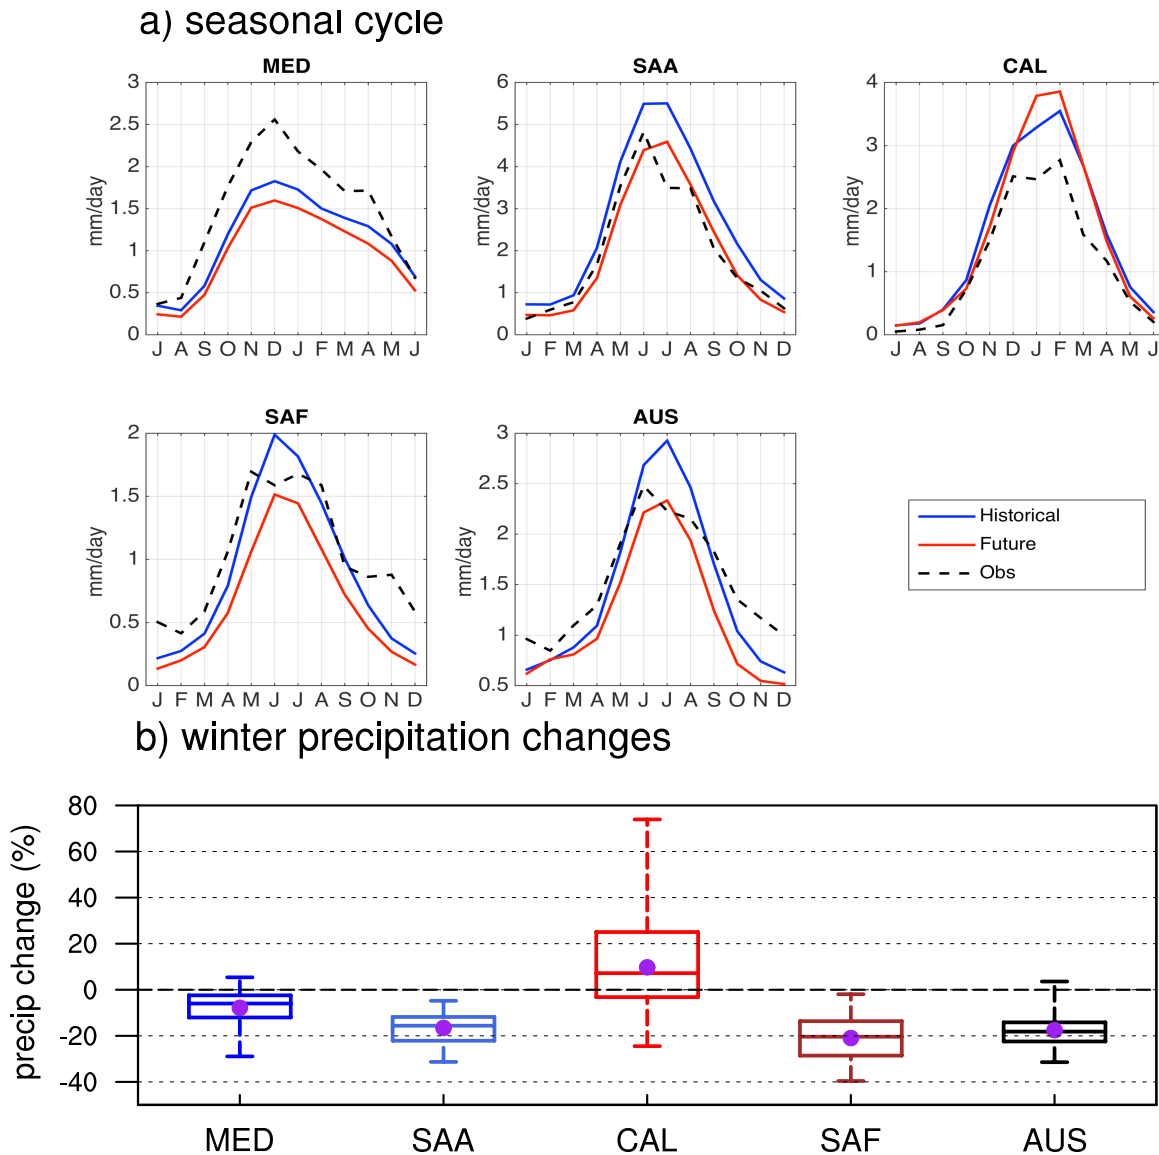 a) seasonal cycle
MED
3
2.5
2
1.5
1
0.5
0
mm/day
J A S O N D J F M A M J
SAA
6
5
4
3
2
1
0
mm/day
J F M A M J J A S O N D
CAL
4
3
2
1
0
mm/day
J A S O N D J F M A M J
SAF
2
1.5
1
0.5
0
mm/day
J F M A M J J A S O N D
AUS
3
2.5
2
1.5
1
0.5
mm/day
J F M A M J J A S O N D
Historical
Future
Obs
b) winter precipitation changes
precip change (%)
80
60
40
20
0
-20
-40
MED SAA CAL SAF AUS